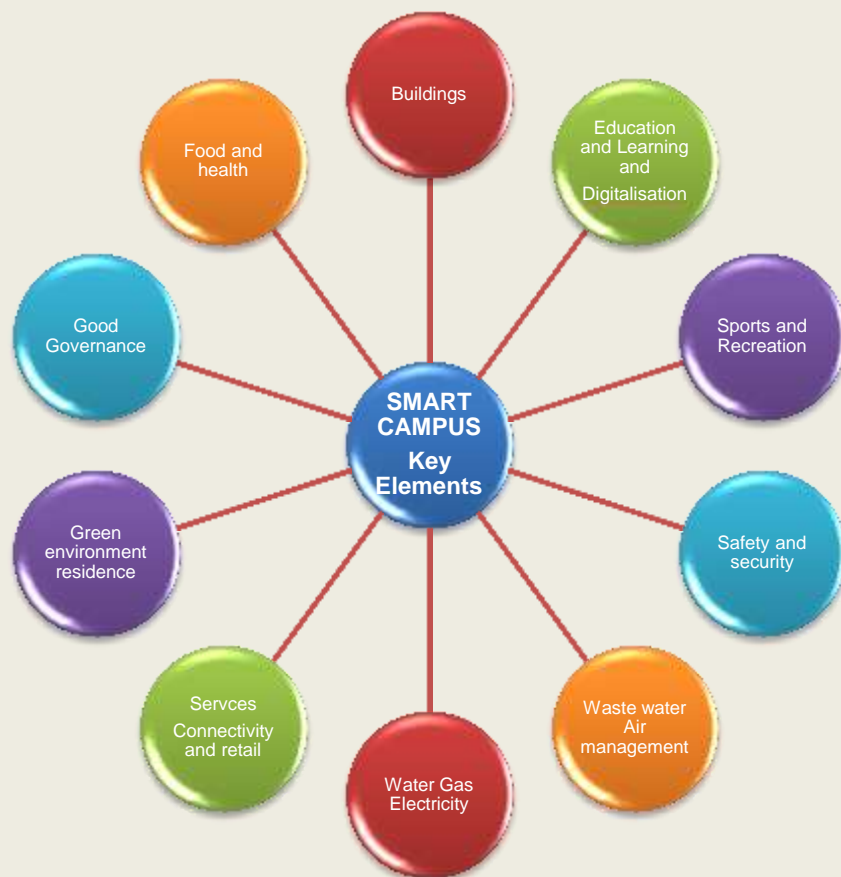 Buildings
Education
and Learning
and
Digitalisation
Sports and
Recreation
Safety and
security
Waste water
Air
management
Water Gas
Electricity
Servces
Connectivity
and retail
Green
environment
residence
Good
Governance
Food and
health
SMART
CAMPUS
Key
Elements